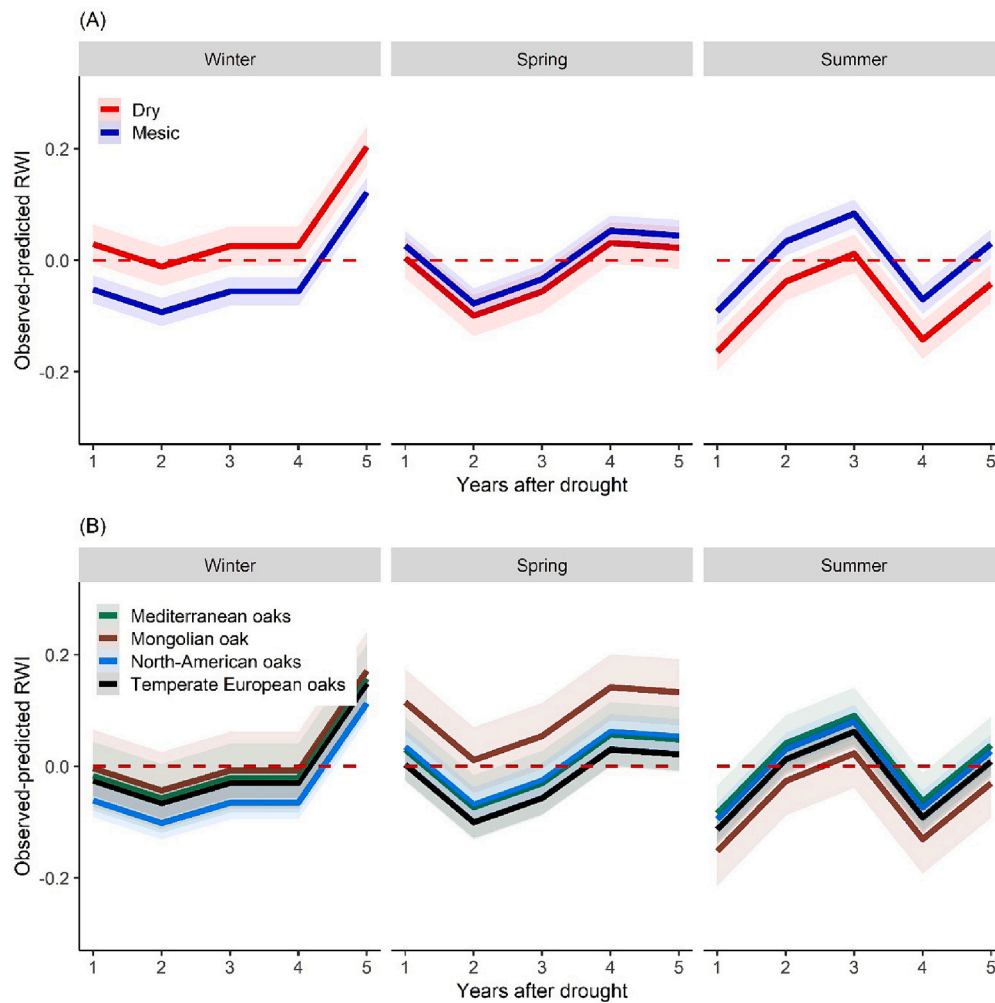 (A)
Winter
Spring
Summer
Dry
Mesic
Observed-predicted RWI
0.2
0.0
-0.2
1 2 3 4 5
1 2 3 4 5
1 2 3 4 5
Years after drought
(B)
Winter
Spring
Summer
Mediterranean oaks
Mongolian oak
North-American oaks
Temperate European oaks
Observed-predicted RWI
0.2
0.0
-0.2
1 2 3 4 5
1 2 3 4 5
1 2 3 4 5
Years after drought